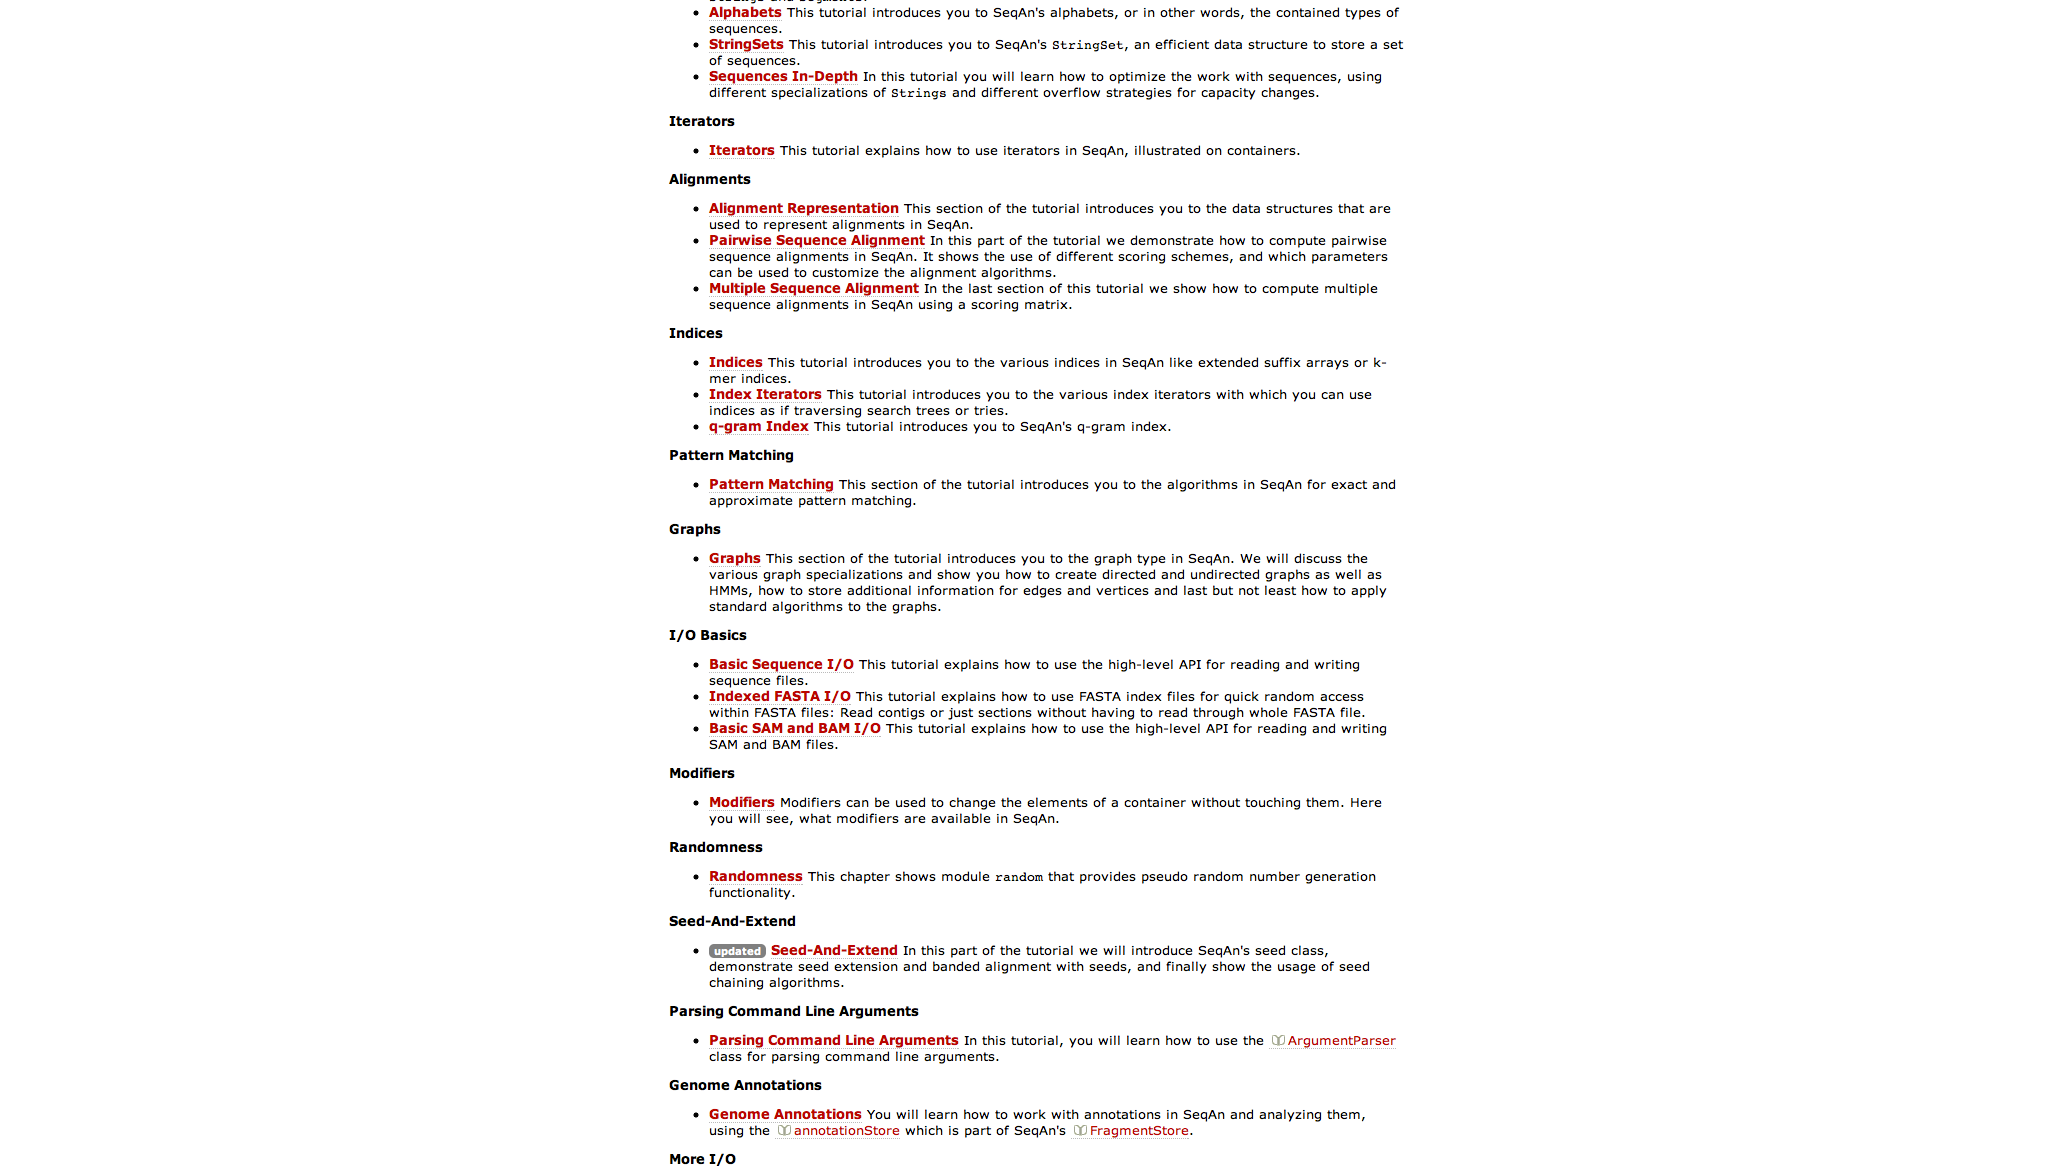 Alphabets This tutorial introduces you to SeqAn's alphabets, or in other words, the contained types of
sequences.
StringSets This tutorial introduces you to SeqAn's StringSet, an efficient data structure to store a set
of sequences.
Sequences In-Depth In this tutorial you will learn how to optimize the work with sequences, using
different specializations of Strings and different overflow strategies for capacity changes.
Iterators
Iterators This tutorial explains how to use iterators in SeqAn, illustrated on containers.
Alignments
Alignment Representation This section of the tutorial introduces you to the data structures that are
used to represent alignments in SeqAn.
Pairwise Sequence Alignment In this part of the tutorial we demonstrate how to compute pairwise
sequence alignments in SeqAn. It shows the use of different scoring schemes, and which parameters
can be used to customize the alignment algorithms.
Multiple Sequence Alignment In the last section of this tutorial we show how to compute multiple
sequence alignments in SeqAn using a scoring matrix.
Indices
Indices This tutorial introduces you to the various indices in SeqAn like extended suffix arrays or k-
mer indices.
Index Iterators This tutorial introduces you to the various index iterators with which you can use
indices as if traversing search trees or tries.
q-gram Index This tutorial introduces you to SeqAn's q-gram index.
Pattern Matching
Pattern Matching This section of the tutorial introduces you to the algorithms in SeqAn for exact and
approximate pattern matching.
Graphs
Graphs This section of the tutorial introduces you to the graph type in SeqAn. We will discuss the
various graph specializations and show you how to create directed and undirected graphs as well as
HMMs, how to store additional information for edges and vertices and last but not least how to apply
standard algorithms to the graphs.
I/O Basics
Basic Sequence I/O This tutorial explains how to use the high-level API for reading and writing
sequence files.
Indexed FASTA I/O This tutorial explains how to use FASTA index files for quick random access
within FASTA files: Read contigs or just sections without having to read through whole FASTA file.
Basic SAM and BAM I/O This tutorial explains how to use the high-level API for reading and writing
SAM and BAM files.
Modifiers
Modifiers Modifiers can be used to change the elements of a container without touching them. Here
you will see, what modifiers are available in SeqAn.
Randomness
Randomness This chapter shows module random that provides pseudo random number generation
functionality.
Seed-And-Extend
updated Seed-And-Extend In this part of the tutorial we will introduce SeqAn's seed class,
demonstrate seed extension and banded alignment with seeds, and finally show the usage of seed
chaining algorithms.
Parsing Command Line Arguments
Parsing Command Line Arguments In this tutorial, you will learn how to use the ArgumentParser
class for parsing command line arguments.
Genome Annotations
Genome Annotations You will learn how to work with annotations in SeqAn and analyzing them,
using the annotationStore which is part of SeqAn's FragmentStore.
More I/O